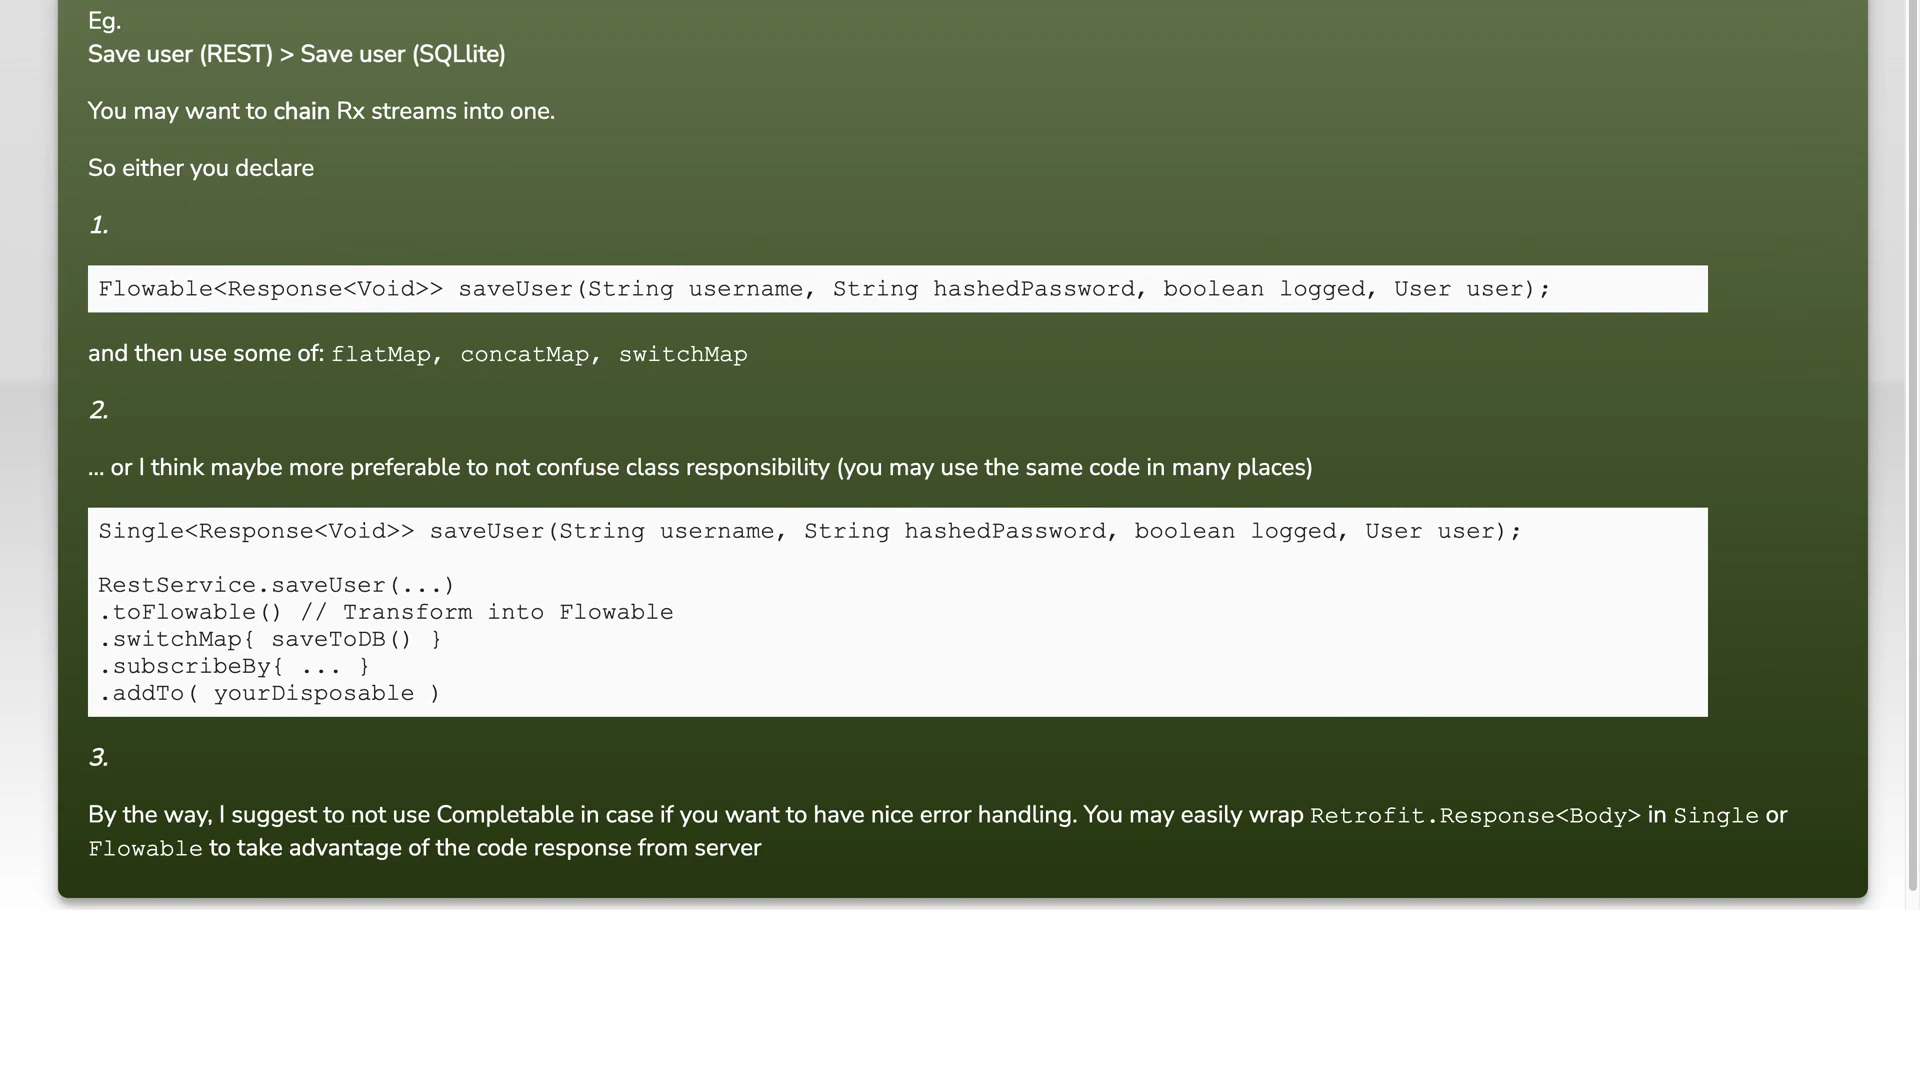 Eg.
Save user (REST) > Save user (SQLlite)
You may want to chain Rx streams into one.
So either you declare
1.
Flowable<Response<Void>> saveUser(String username, String hashedPassword, boolean logged, User user);
and then use some of: flatMap, concatMap, switchMap
2.
... or I think maybe more preferable to not confuse class responsibility (you may use the same code in many places)
Single<Response<Void>> saveUser(String username, String hashedPassword, boolean logged, User user);
RestService.saveUser(...)
.toFlowable() // Transform into Flowable
.switchMap{ saveToDB() }
.subscribeBy{ ... }
.addTo( yourDisposable )
3.
By the way, I suggest to not use Completable in case if you want to have nice error handling. You may easily wrap Retrofit.Response<Body> in Single or
Flowable to take advantage of the code response from server